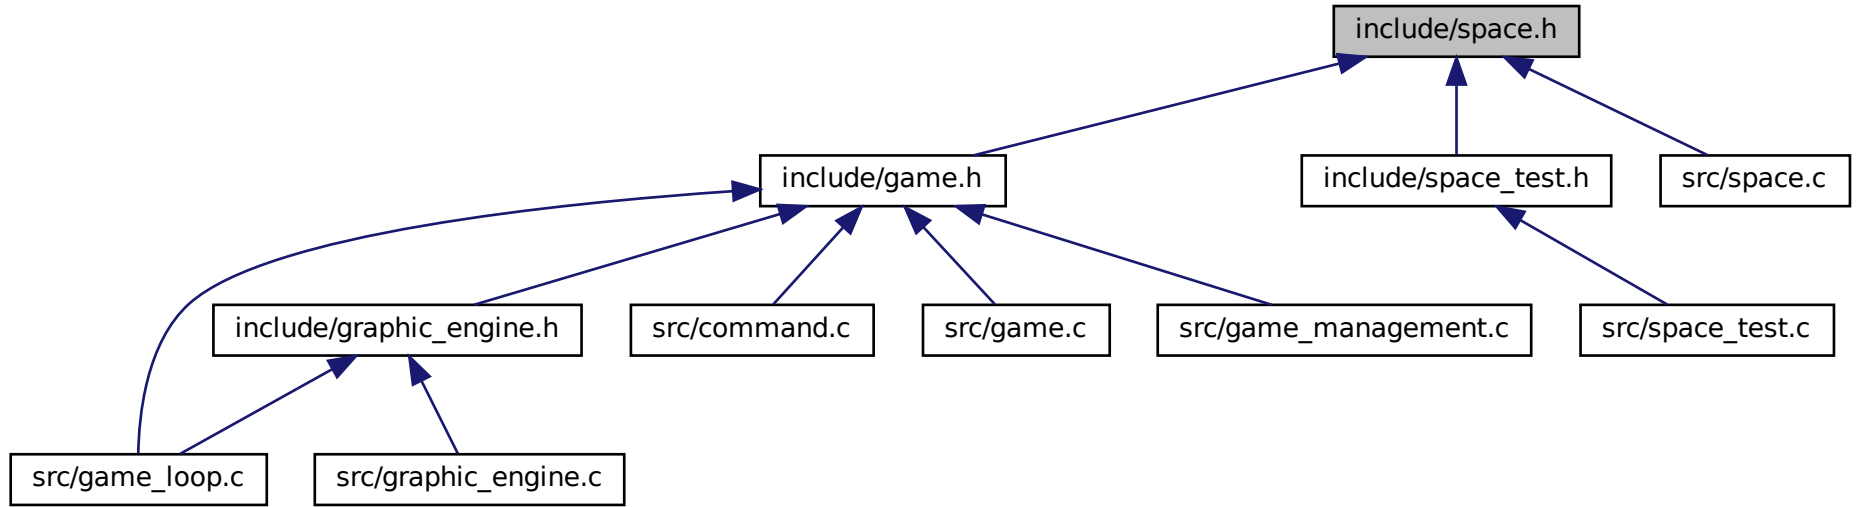 include/space.h
include/game.h
include/space_test.h
src/space.c
include/graphic_engine.h
src/command.c
src/game.c
src/game_management.c
src/space_test.c
src/game_loop.c
src/graphic_engine.c